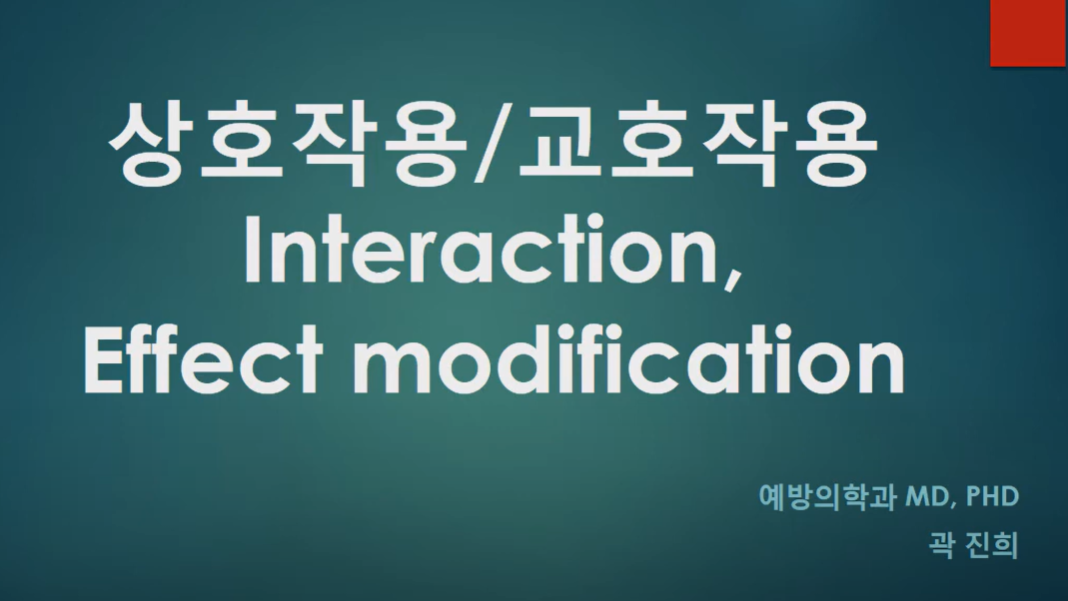 상호작용/교호작용
Interaction,
Effect modification
예방의학과 MD, PHD
곽 진희